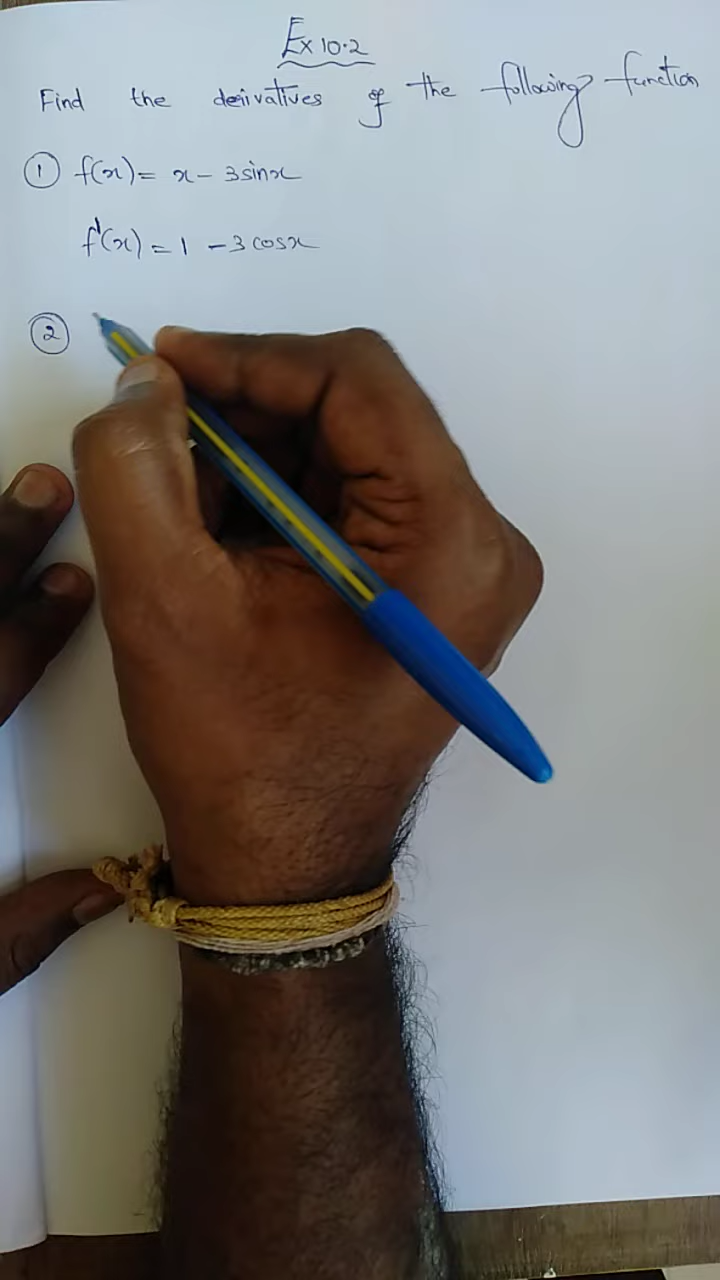 Ex 10.2
Find the derivatives of the following function
① f(x) = x - 3sinx
f'(x) = 1 - 3cosx
②